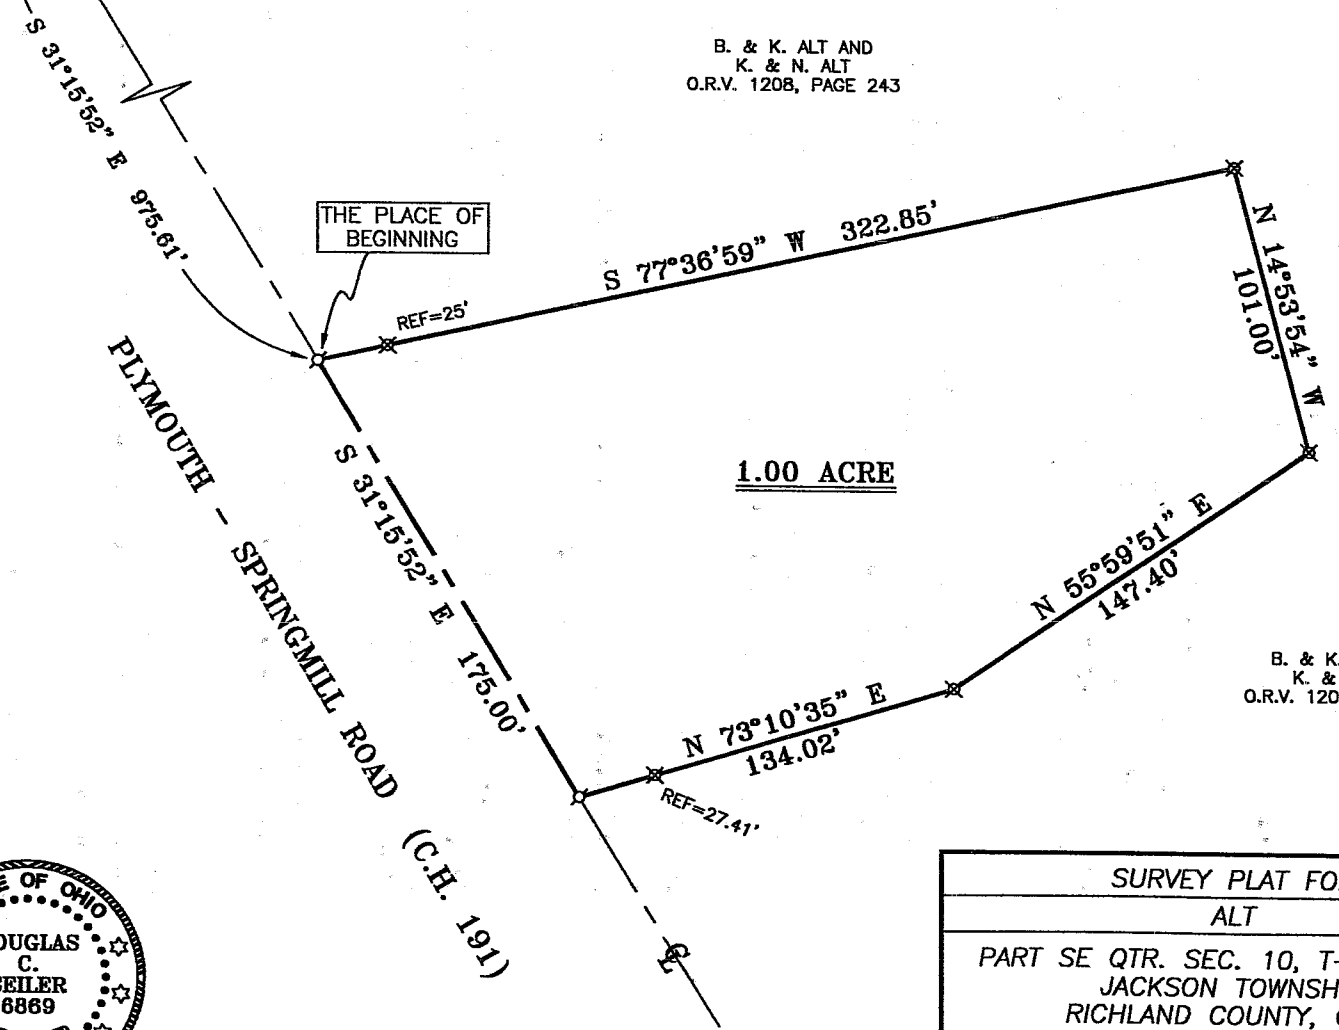 B. & K. ALT AND
K. & N. ALT
O.R.V. 1208, PAGE 243
S 31°15'52" E 975.61'
THE PLACE OF
BEGINNING
REF=25'
S 77°36'59" W 322.85'
N 14°53'54" W
101.00'
PLYMOUTH - SPRINGMILL ROAD (C.H. 191)
S 31°15'52" E 175.00'
1.00 ACRE
N 55°59'51" E
147.40'
N 73°10'35" E
134.02'
REF=27.41'
B. & K.
K. &
O.R.V. 120
CL
OF OHIO
DOUGLAS
C.
SEILER
6869
SURVEY PLAT FO
ALT
PART SE QTR. SEC. 10, T-
JACKSON TOWNSH
RICHLAND COUNTY,